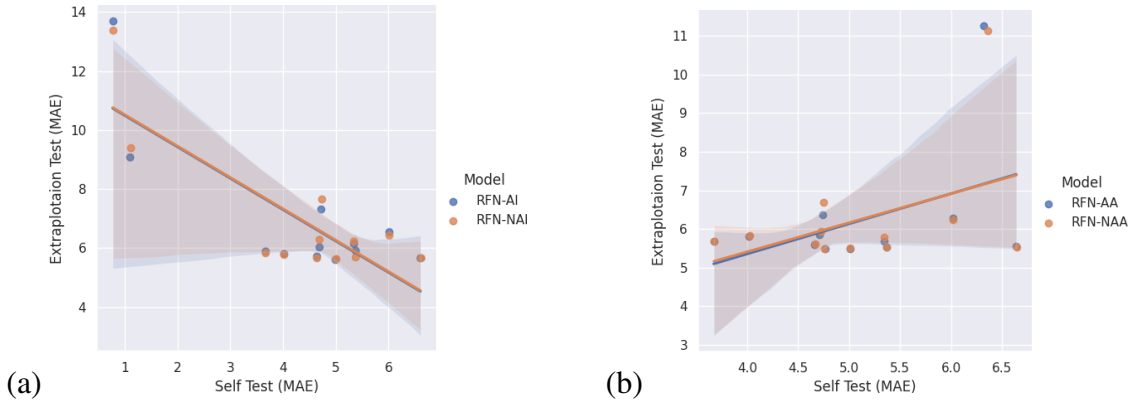 14
12
10
8
6
4
Extraplotaion Test (MAE)
1 2 3 4 5 6
Self Test (MAE)
Model
RFN-AI
RFN-NAI
(a)
11
10
9
8
7
6
5
4
3
Extraplotaion Test (MAE)
4.0 4.5 5.0 5.5 6.0 6.5
Self Test (MAE)
Model
RFN-AA
RFN-NAA
(b)